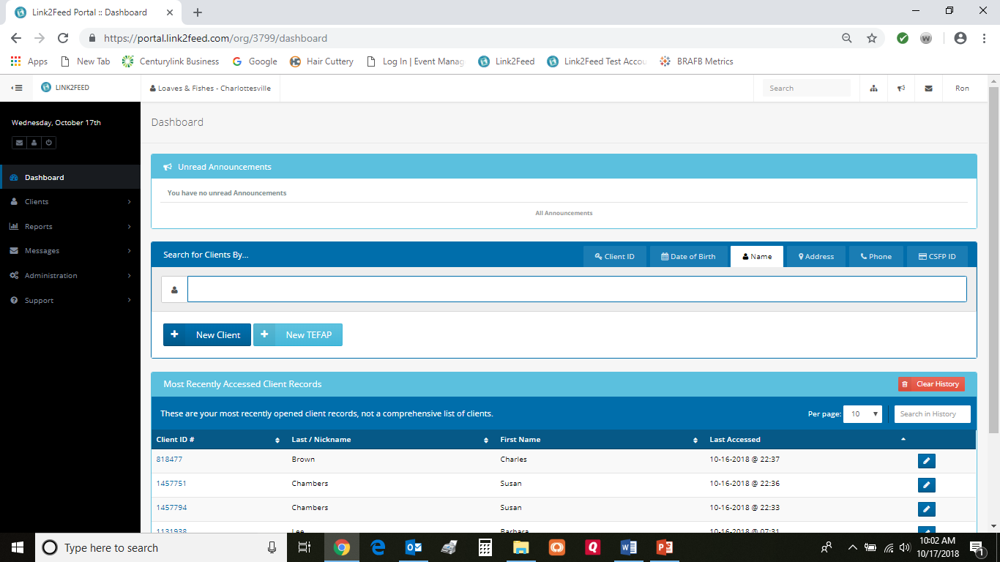 Link2Feed Portal :: Dashboard
https://portal.link2feed.com/org/3799/dashboard
Apps New Tab Centurylink Business Google Hair Cuttery Log In | Event Manag Link2Feed Link2Feed Test Accou BRAFB Metrics
LINK2FEED Loaves & Fishes - Charlottesville Search Ron
Wednesday, October 17th
Dashboard
Clients
Reports
Messages
Administration
Support
Dashboard
Unread Announcements
You have no unread Announcements
All Announcements
Search for Clients By... Client ID Date of Birth Name Address Phone CSFP ID
New Client New TEFAP
Most Recently Accessed Client Records Clear History
These are your most recently opened client records, not a comprehensive list of clients. Per page: 10 Search in History
Client ID # Last / Nickname First Name Last Accessed
818477 Brown Charles 10-16-2018 @ 22:37
1457751 Chambers Susan 10-16-2018 @ 22:36
1457794 Chambers Susan 10-16-2018 @ 22:33
1131938 Lee Barbara 10-16-2018 @ 07:31
Type here to search
10:02 AM
10/17/2018
1